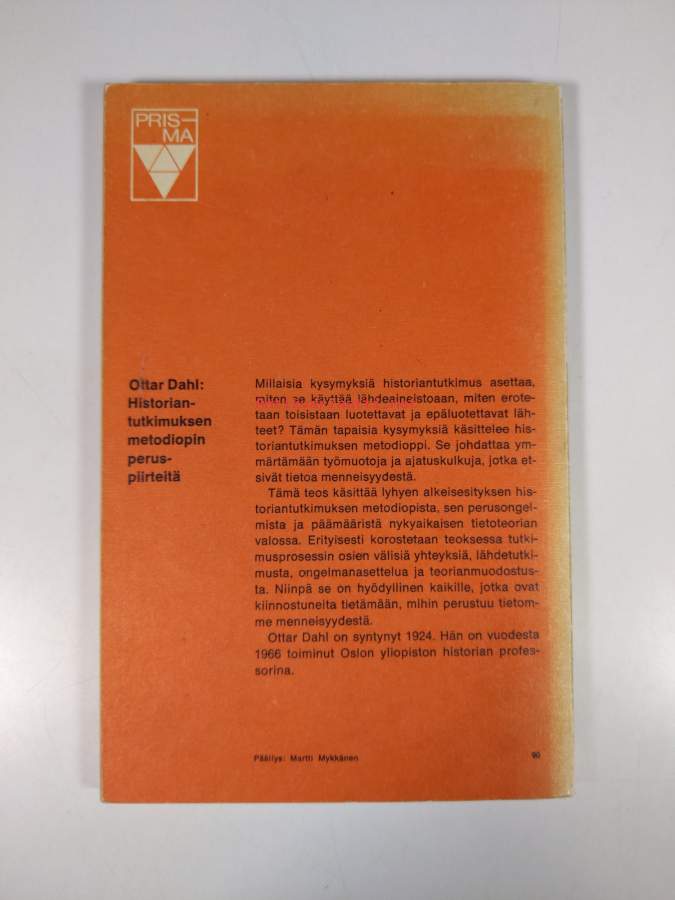 PRIS-
MA
Ottar Dahl:
Historian-
tutkimuksen
metodiopin
perus-
piirteitä
Millaisia kysymyksiä historiantutkimus asettaa,
miten se käyttää lähdeaineistoaan, miten erote-
taan toisistaan luotettavat ja epäluotettavat läh-
teet? Tämän tapaisia kysymyksiä käsittelee his-
toriantutkimuksen metodioppi. Se johdattaa ym-
märtämään työmuotoja ja ajatuskulkuja, jotka et-
sivät tietoa menneisyydestä.
Tämä teos käsittää lyhyen alkeisesityksen his-
toriantutkimuksen metodiopista, sen perusongel-
mista ja päämääristä nykyaikaisen tietoteorian
valossa. Erityisesti korostetaan teoksessa tutki-
musprosessin osien välisiä yhteyksiä, lähdetutki-
musta, ongelmanasettelua ja teorianmuodostus-
ta. Niinpä se on hyödyllinen kaikille, jotka ovat
kiinnostuneita tietämään, mihin perustuu tietom-
me menneisyydestä.
Ottar Dahl on syntynyt 1924. Hän on vuodesta
1966 toiminut Oslon yliopiston historian profes-
sorina.
Päällys: Martti Mykkänen
90